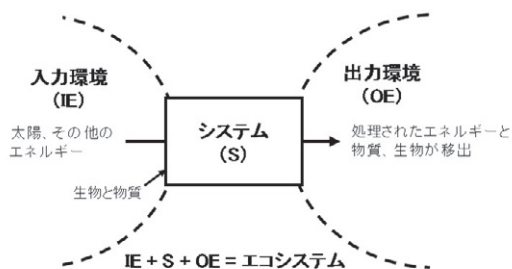 入力環境
(IE)
太陽、その他の
エネルギー
生物と物質
システム
(S)
出力環境
(OE)
処理されたエネルギーと
物質、生物が移出
IE + S + OE = エコシステム